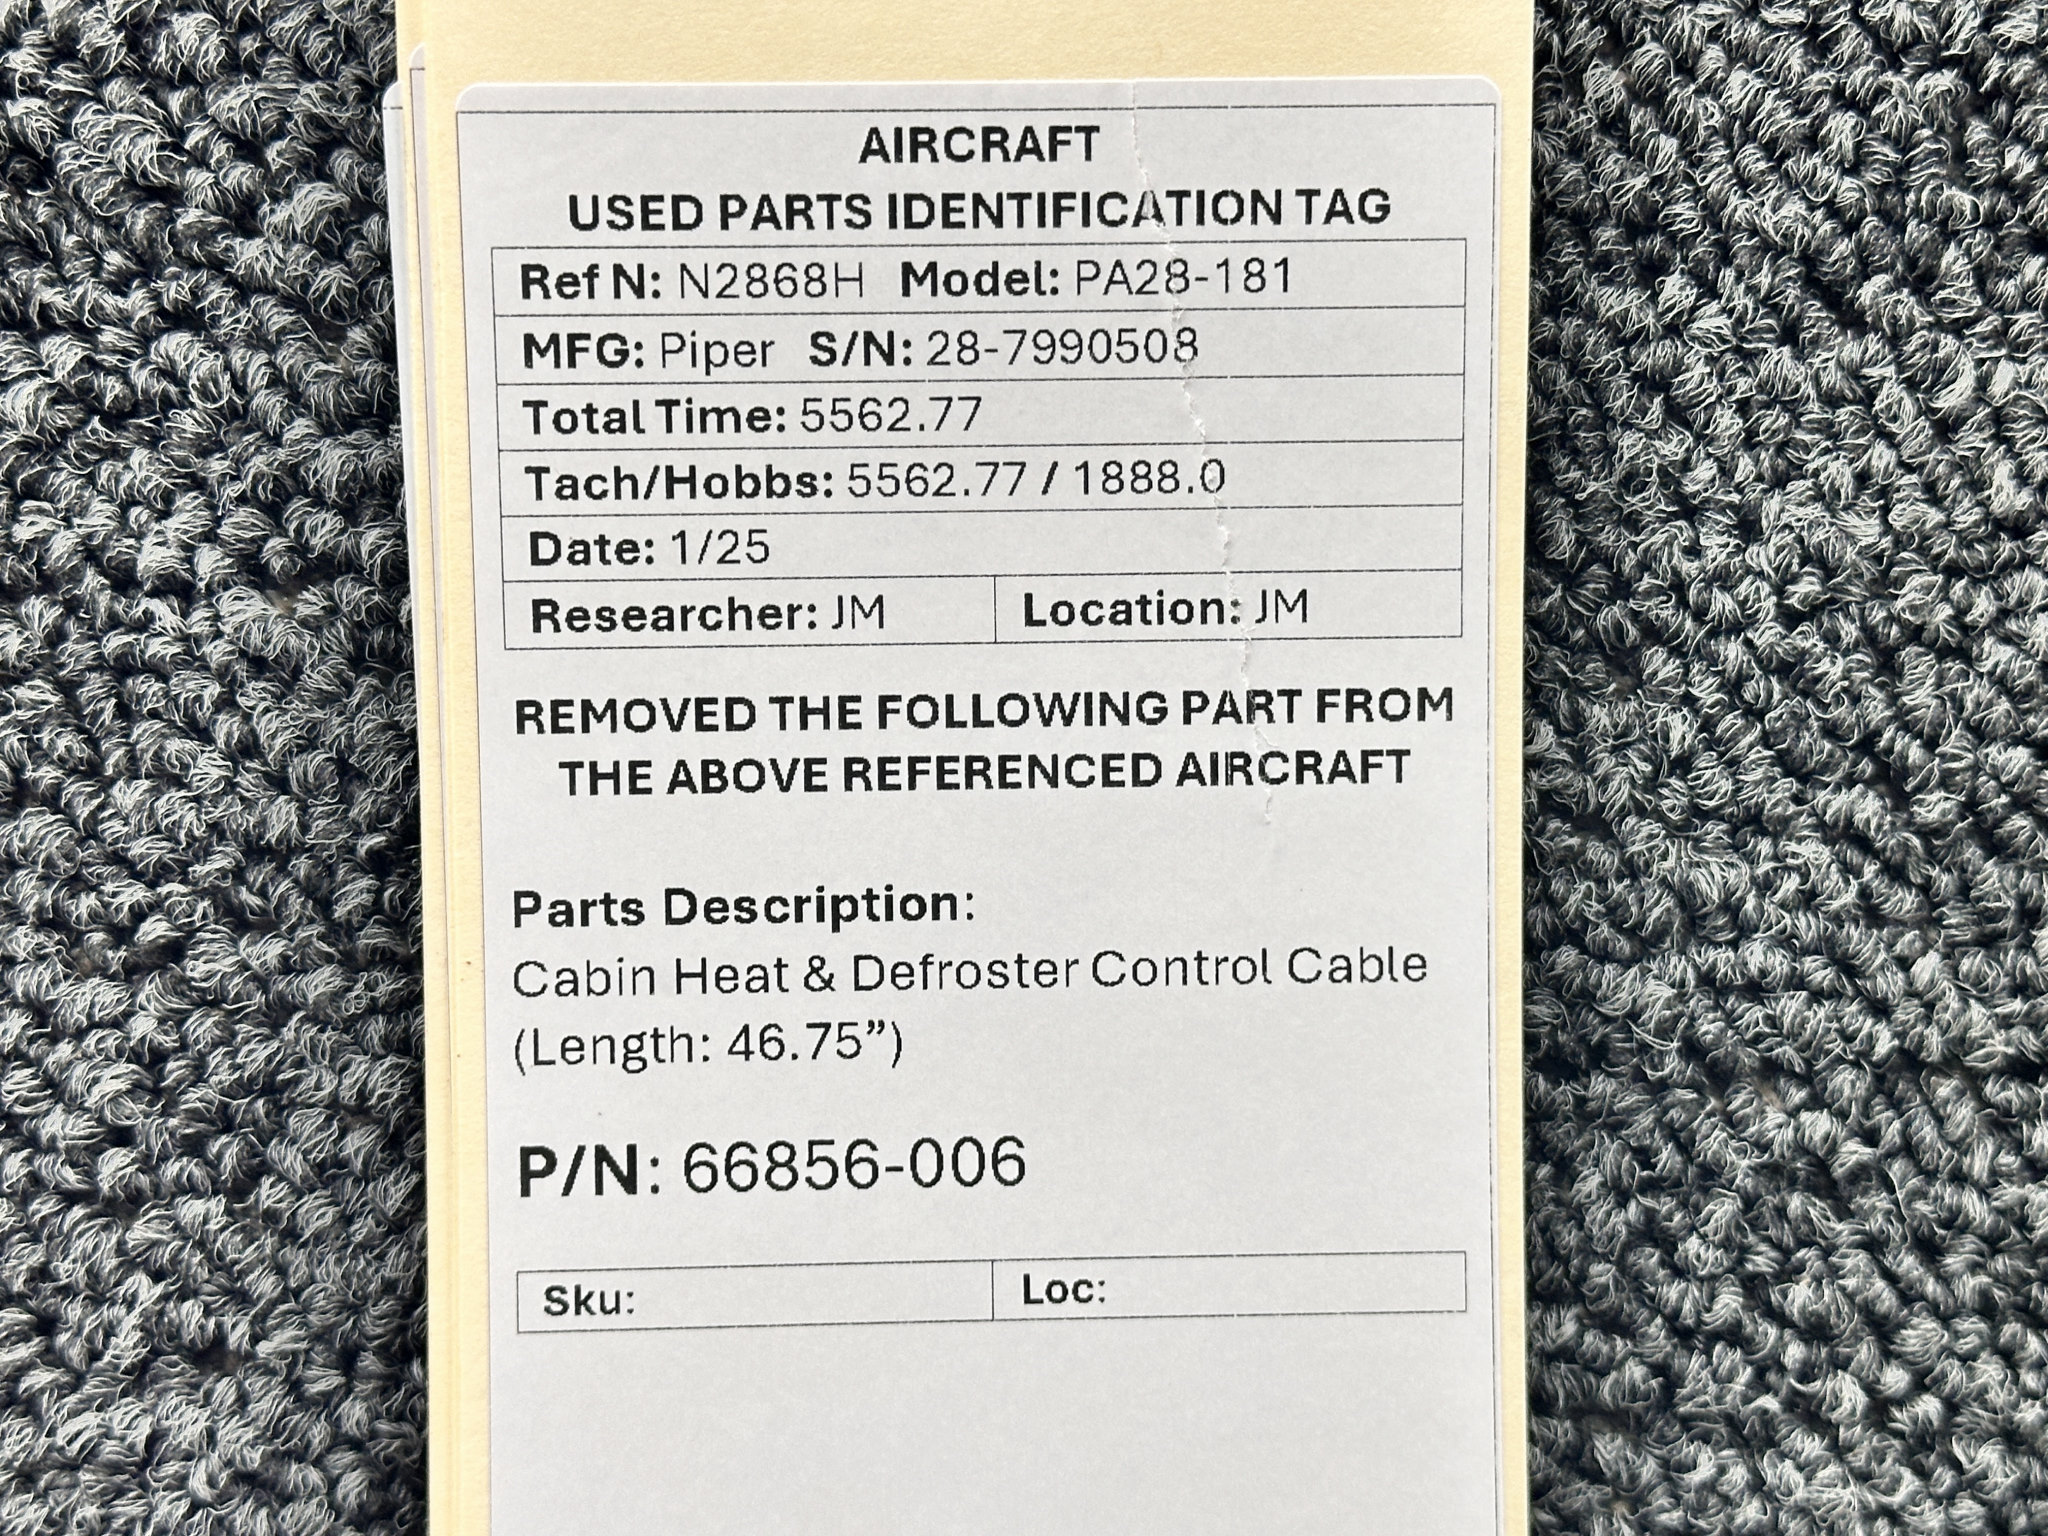 AIRCRAFT
USED PARTS IDENTIFICATION TAG
Ref N: N2868H Model: PA28-181
MFG: Piper S/N: 28-7990508
Total Time: 5562.77
Tach/Hobbs: 5562.77 / 1888.0
Date: 1/25
Researcher: JM Location: JM
REMOVED THE FOLLOWING PART FROM
THE ABOVE REFERENCED AIRCRAFT
Parts Description:
Cabin Heat & Defroster Control Cable
(Length: 46.75”)
P/N: 66856-006
Sku: Loc: